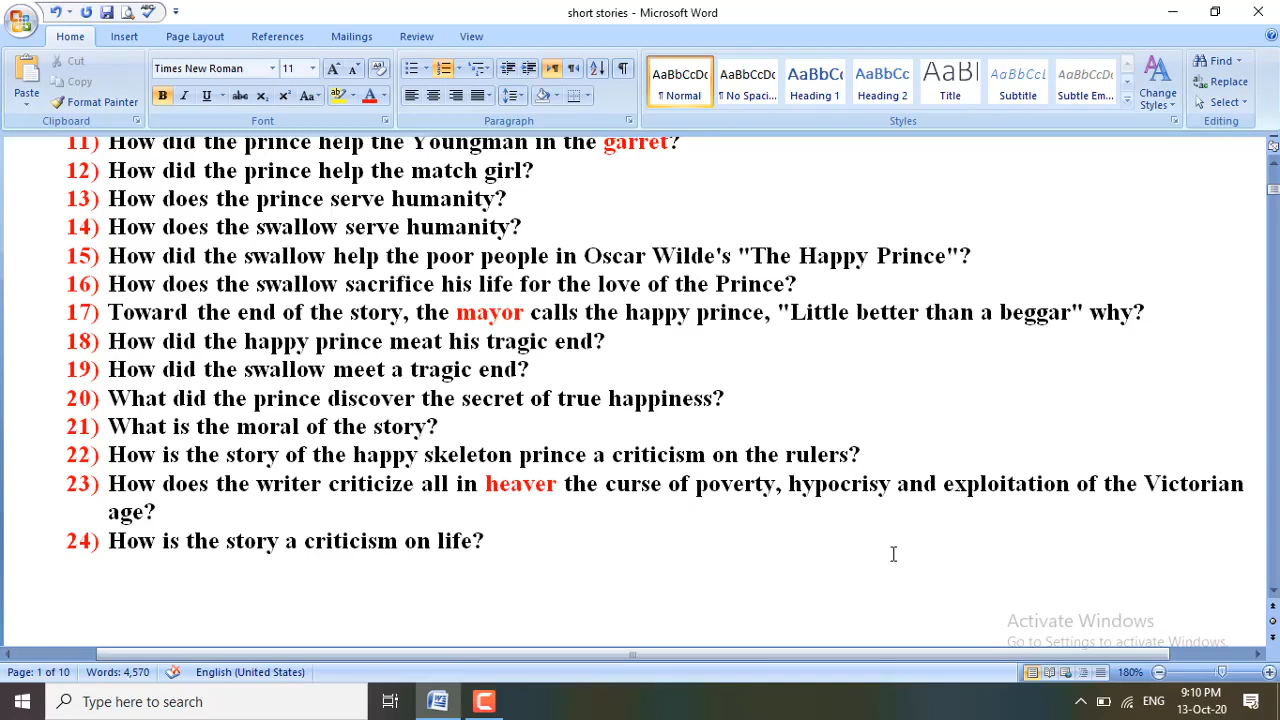 short stories - Microsoft Word
Home Insert Page Layout References Mailings Review View
Paste
Cut
Copy
Format Painter
Clipboard
Times New Roman 11
Font
Paragraph
AaBbCcDc AaBbCcDc AaBbC AaBbCc AaBl AaBbCcL AaBbCcDc
¶ Normal ¶ No Spaci... Heading 1 Heading 2 Title Subtitle Subtle Em...
Styles
Change Styles
Find
Replace
Select
Editing
11) How did the prince help the Youngman in the garret?
12) How did the prince help the match girl?
13) How does the prince serve humanity?
14) How does the swallow serve humanity?
15) How did the swallow help the poor people in Oscar Wilde's "The Happy Prince"?
16) How does the swallow sacrifice his life for the love of the Prince?
17) Toward the end of the story, the mayor calls the happy prince, "Little better than a beggar" why?
18) How did the happy prince meat his tragic end?
19) How did the swallow meet a tragic end?
20) What did the prince discover the secret of true happiness?
21) What is the moral of the story?
22) How is the story of the happy skeleton prince a criticism on the rulers?
23) How does the writer criticize all in heaver the curse of poverty, hypocrisy and exploitation of the Victorian
age?
24) How is the story a criticism on life?
Activate Windows
Go to Settings to activate Windows.
Page: 1 of 10 Words: 4,570 English (United States) 180%
Type here to search
ENG
9:10 PM
13-Oct-20